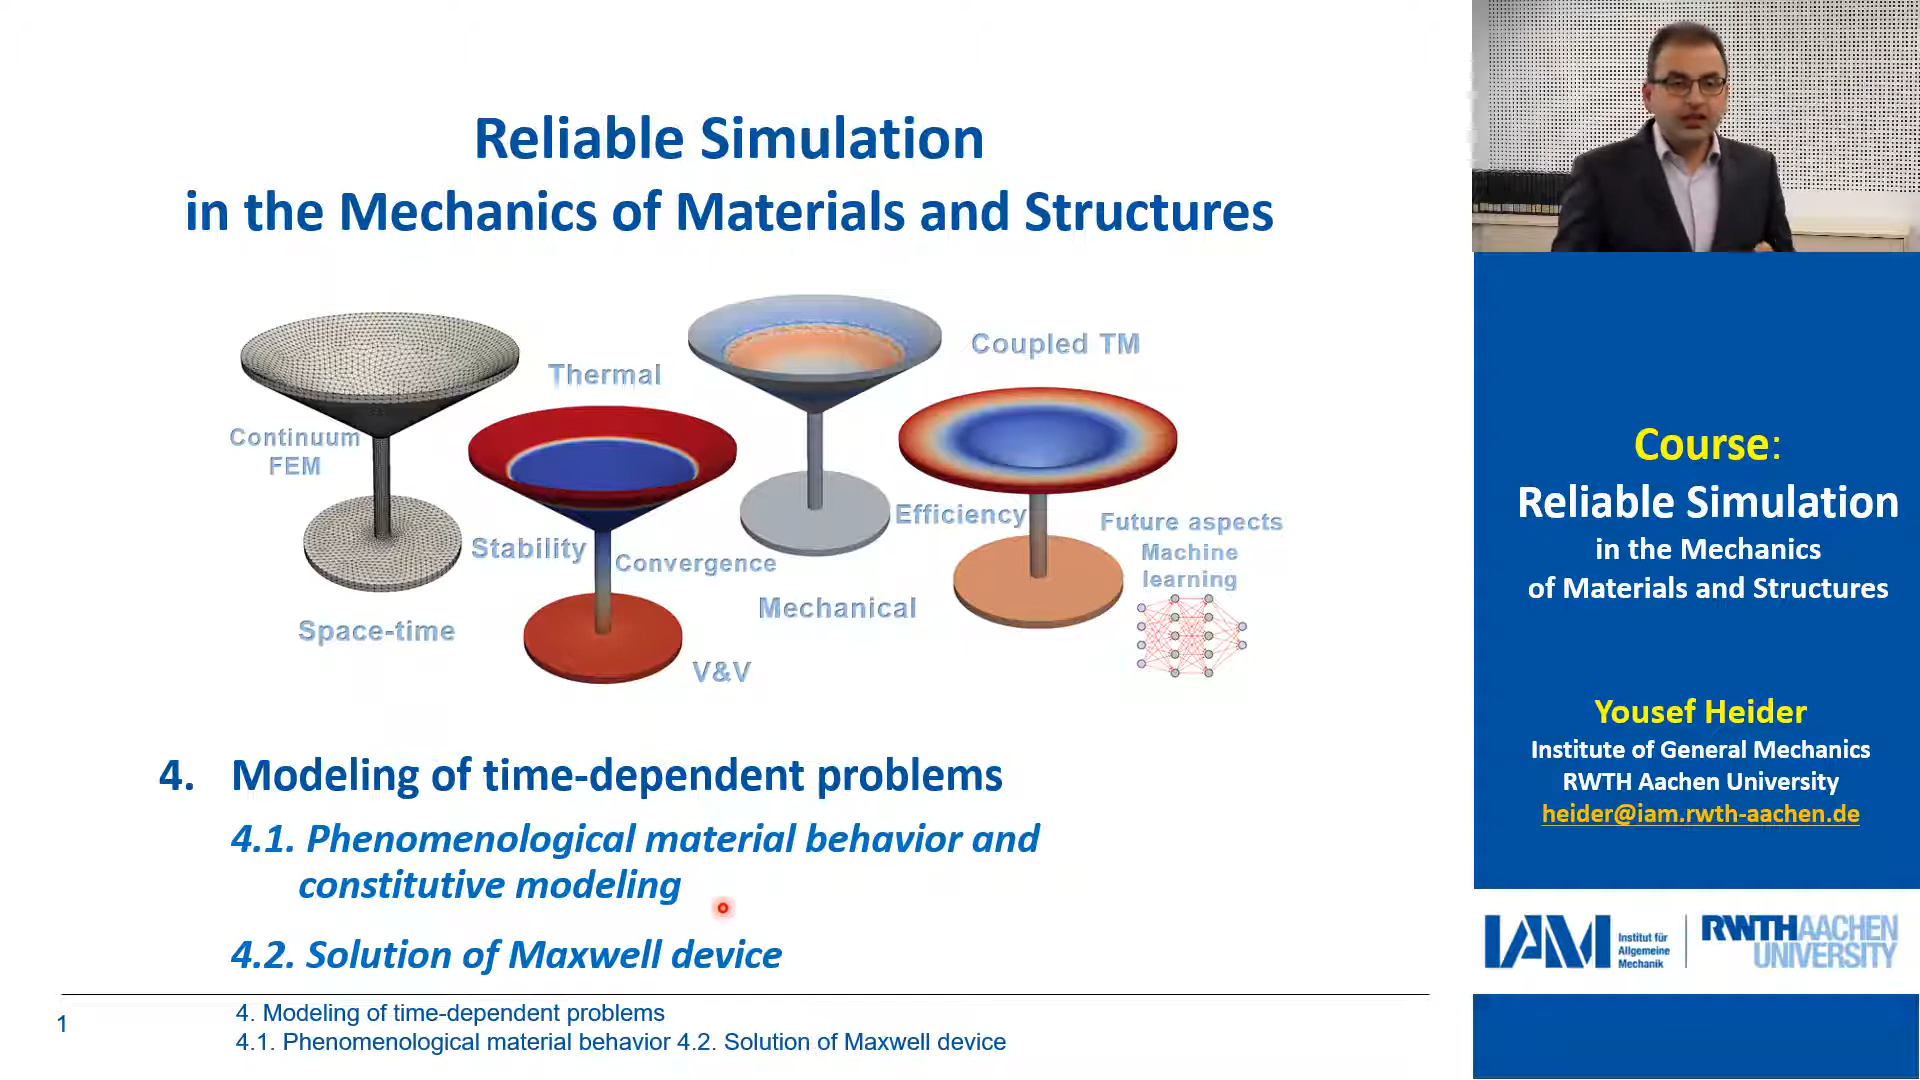 Reliable Simulation
in the Mechanics of Materials and Structures
Continuum
FEM
Thermal
Coupled TM
Stability
Convergence
Efficiency
Future aspects
Machine
learning
Mechanical
Space-time
V&V
4. Modeling of time-dependent problems
4.1. Phenomenological material behavior and
constitutive modeling
4.2. Solution of Maxwell device
1
4. Modeling of time-dependent problems
4.1. Phenomenological material behavior 4.2. Solution of Maxwell device
Course:
Reliable Simulation
in the Mechanics
of Materials and Structures
Yousef Heider
Institute of General Mechanics
RWTH Aachen University
heider@iam.rwth-aachen.de
IAM
Institut für
Allgemeine
Mechanik
RWTH AACHEN
UNIVERSITY